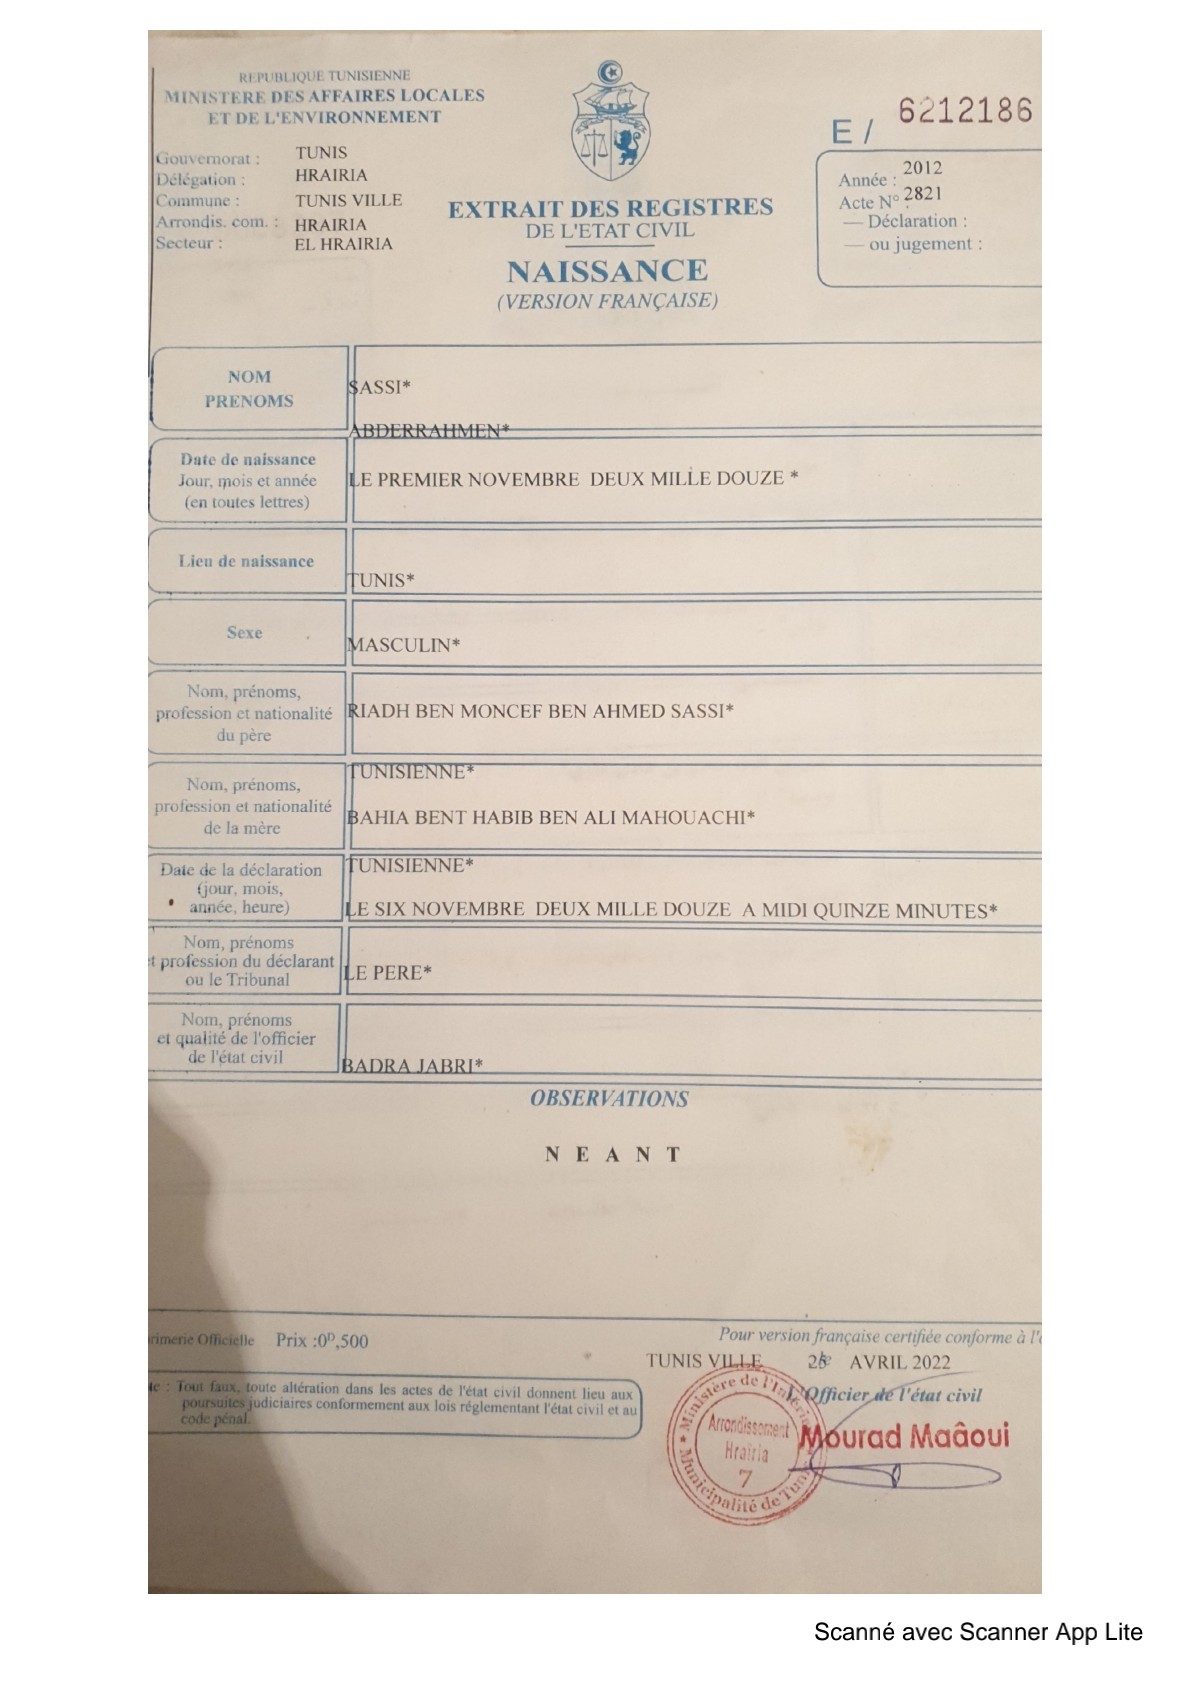 REPUBLIQUE TUNISIENNE
MINISTERE DES AFFAIRES LOCALES
ET DE L'ENVIRONNEMENT
Gouvernorat : TUNIS
Délégation : HRAIRIA
Commune : TUNIS VILLE
Arrondis. com. : HRAIRIA
Secteur : EL HRAIRIA
EXTRAIT DES REGISTRES
DE L'ETAT CIVIL
NAISSANCE
(VERSION FRANÇAISE)
E / 6212186
Année : 2012
Acte N° : 2821
— Déclaration :
— ou jugement :
NOM
PRENOMS
SASSI*
ABDERRAHMEN*
Date de naissance
Jour, mois et année
(en toutes lettres)
LE PREMIER NOVEMBRE DEUX MILLE DOUZE *
Lieu de naissance
TUNIS*
Sexe
MASCULIN*
Nom, prénoms,
profession et nationalité
du père
RIADH BEN MONCEF BEN AHMED SASSI*
TUNISIENNE*
Nom, prénoms,
profession et nationalité
de la mère
BAHIA BENT HABIB BEN ALI MAHOUACHI*
TUNISIENNE*
Date de la déclaration
(jour, mois,
année, heure)
LE SIX NOVEMBRE DEUX MILLE DOUZE A MIDI QUINZE MINUTES*
Nom, prénoms
t profession du déclarant
ou le Tribunal
LE PERE*
Nom, prénoms
et qualité de l'officier
de l'état civil
BADRA JABRI*
OBSERVATIONS
N E A N T
rimerie Officielle Prix :0D,500
Pour version française certifiée conforme à l'
TUNIS VILLE AVRIL 2022
L'Officier de l'état civil
te : Tout faux, toute altération dans les actes de l'état civil donnent lieu aux
poursuites judiciaires conformement aux lois réglementant l'état civil et au
code pénal.
Mourad Maâoui
Ministère de l'Intérieu
Arrondissement
Hrairia
7
Municipalité de Tunis
Scanné avec Scanner App Lite